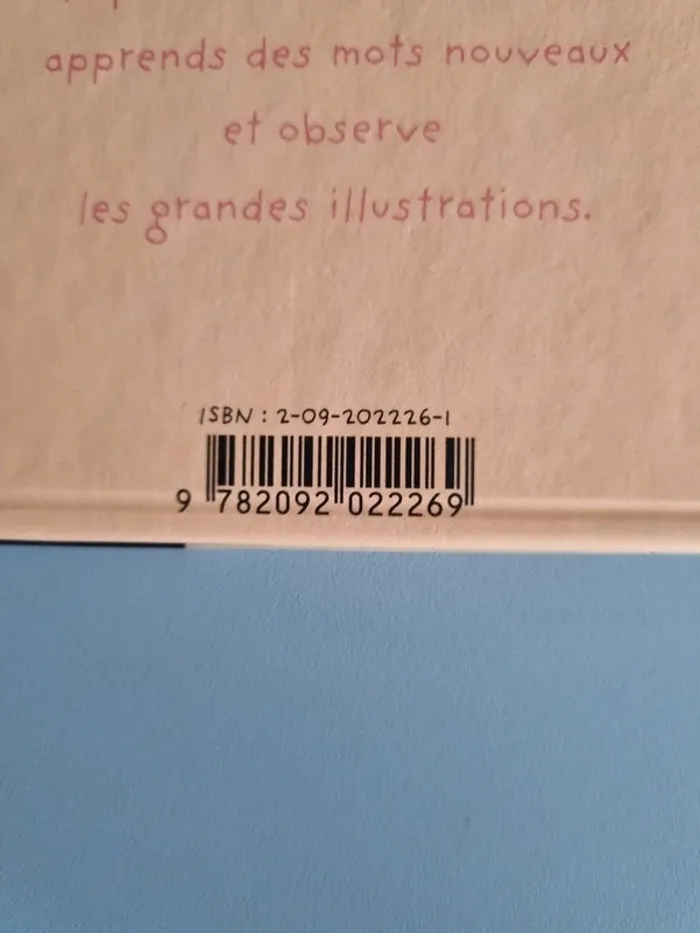 apprends des mots nouveaux
et observe
les grandes illustrations.
ISBN : 2-09-202226-1
9 782092 022269